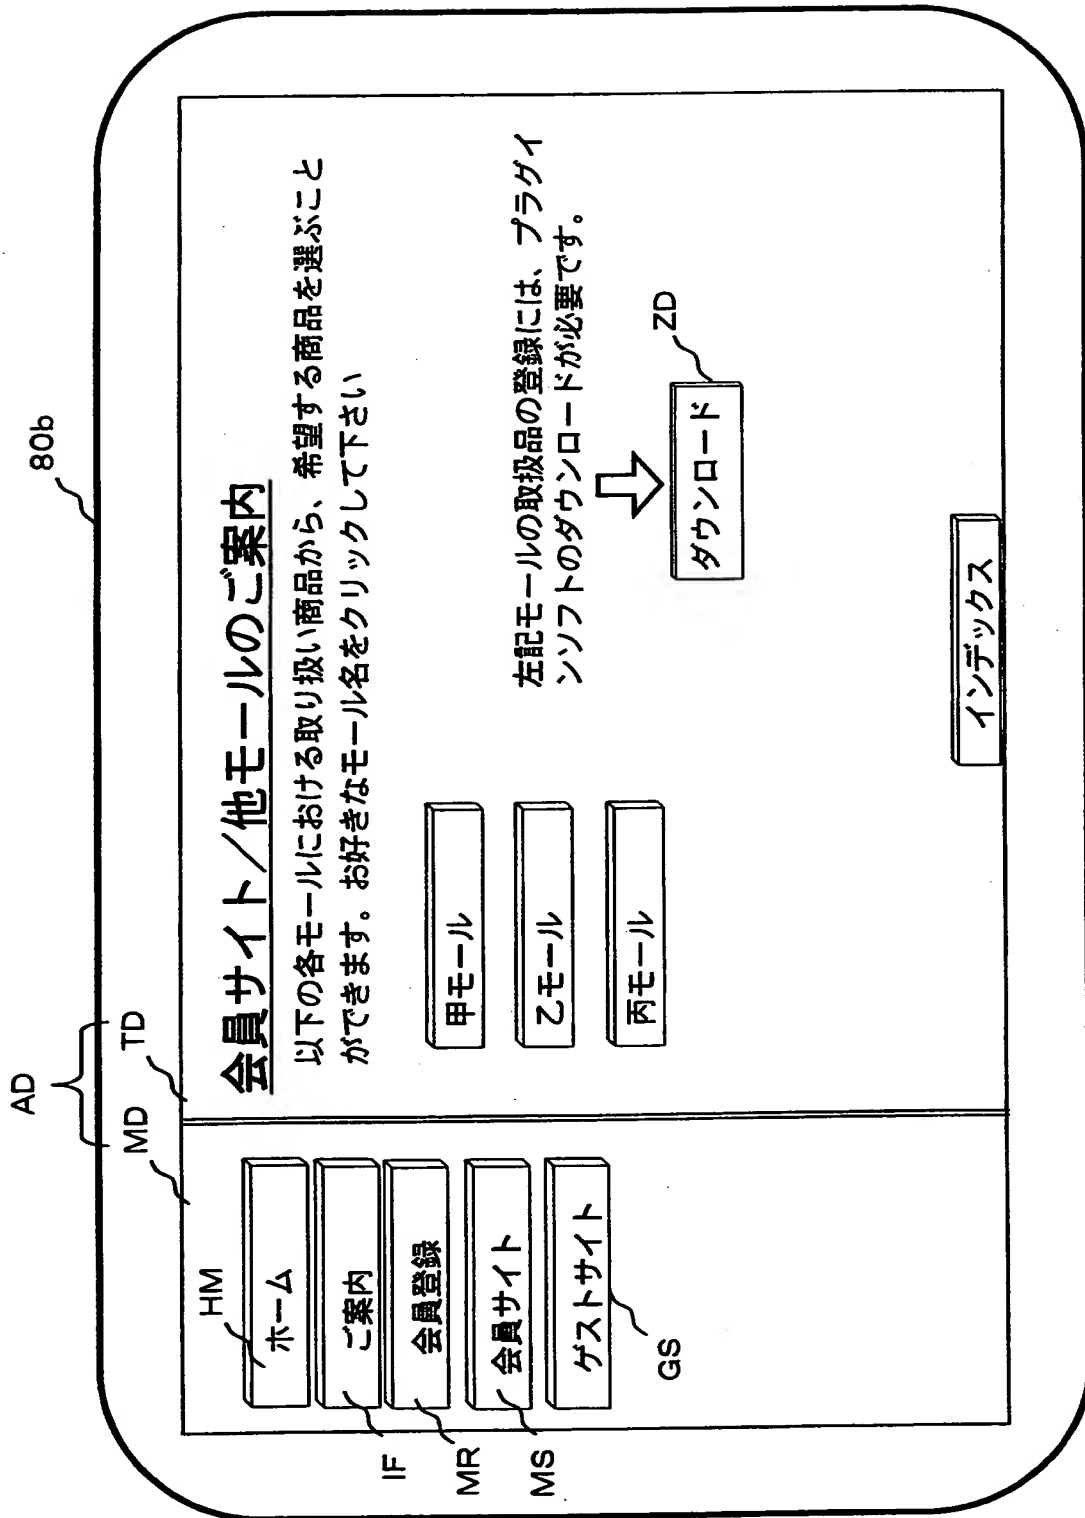 80b
AD
MD
TD
HM
ホーム
ご案内
IF
会員登録
MR
会員サイト
MS
ゲストサイト
GS
会員サイト/他モールのご案内
以下の各モールにおける取り扱い商品から、希望する商品を選ぶこと
ができます。お好きなモール名をクリックして下さい
甲モール
乙モール
丙モール
左記モールの取扱品の登録には、プラグイ
ンソフトのダウンロードが必要です。
ダウンロード
ZD
インデックス